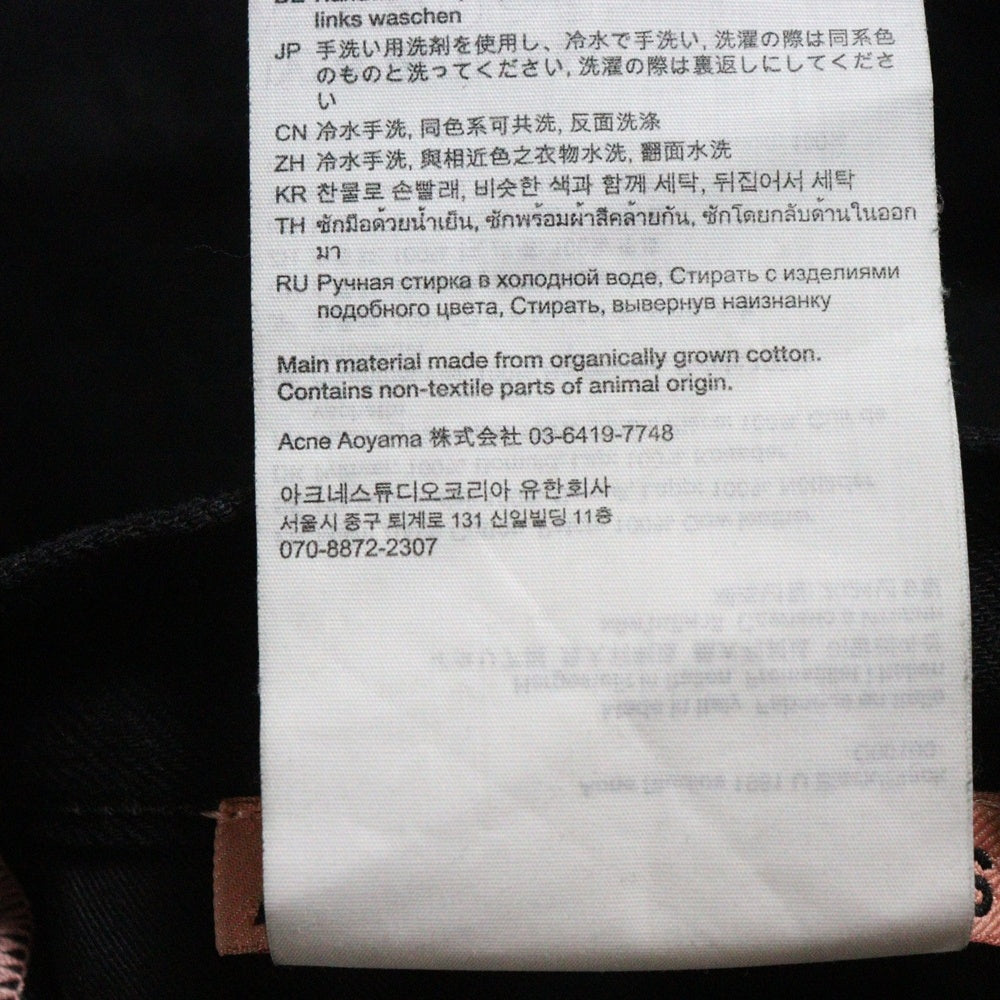 links waschen
JP 手洗い用洗剤を使用し、冷水で手洗い, 洗濯の際は同系色
のものと洗ってください, 洗濯の際は裏返しにしてくださ
い
CN 冷水手洗, 同色系可共洗, 反面洗涤
ZH 冷水手洗, 與相近色之衣物水洗, 翻面水洗
KR 찬물로 손빨래, 비슷한 색과 함께 세탁, 뒤집어서 세탁
TH ซักมือด้วยน้ำเย็น, ซักพร้อมผ้าสีคล้ายกัน, ซักโดยกลับด้านในออก
มา
RU Ручная стирка в холодной воде, Стирать с изделиями
подобного цвета, Стирать, вывернув наизнанку
Main material made from organically grown cotton.
Contains non-textile parts of animal origin.
Acne Aoyama 株式会社 03-6419-7748
아크네스튜디오코리아 유한회사
서울시 중구 퇴계로 131 신일빌딩 11층
070-8872-2307